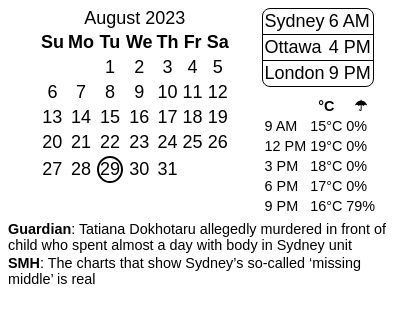 August 2023
Su Mo Tu We Th Fr Sa
1 2 3 4 5
6 7 8 9 10 11 12
13 14 15 16 17 18 19
20 21 22 23 24 25 26
27 28 29 30 31
Sydney 6 AM
Ottawa 4 PM
London 9 PM
°C ☂
9 AM 15°C 0%
12 PM 19°C 0%
3 PM 18°C 0%
6 PM 17°C 0%
9 PM 16°C 79%
Guardian: Tatiana Dokhotaru allegedly murdered in front of
child who spent almost a day with body in Sydney unit
SMH: The charts that show Sydney’s so-called ‘missing
middle’ is real